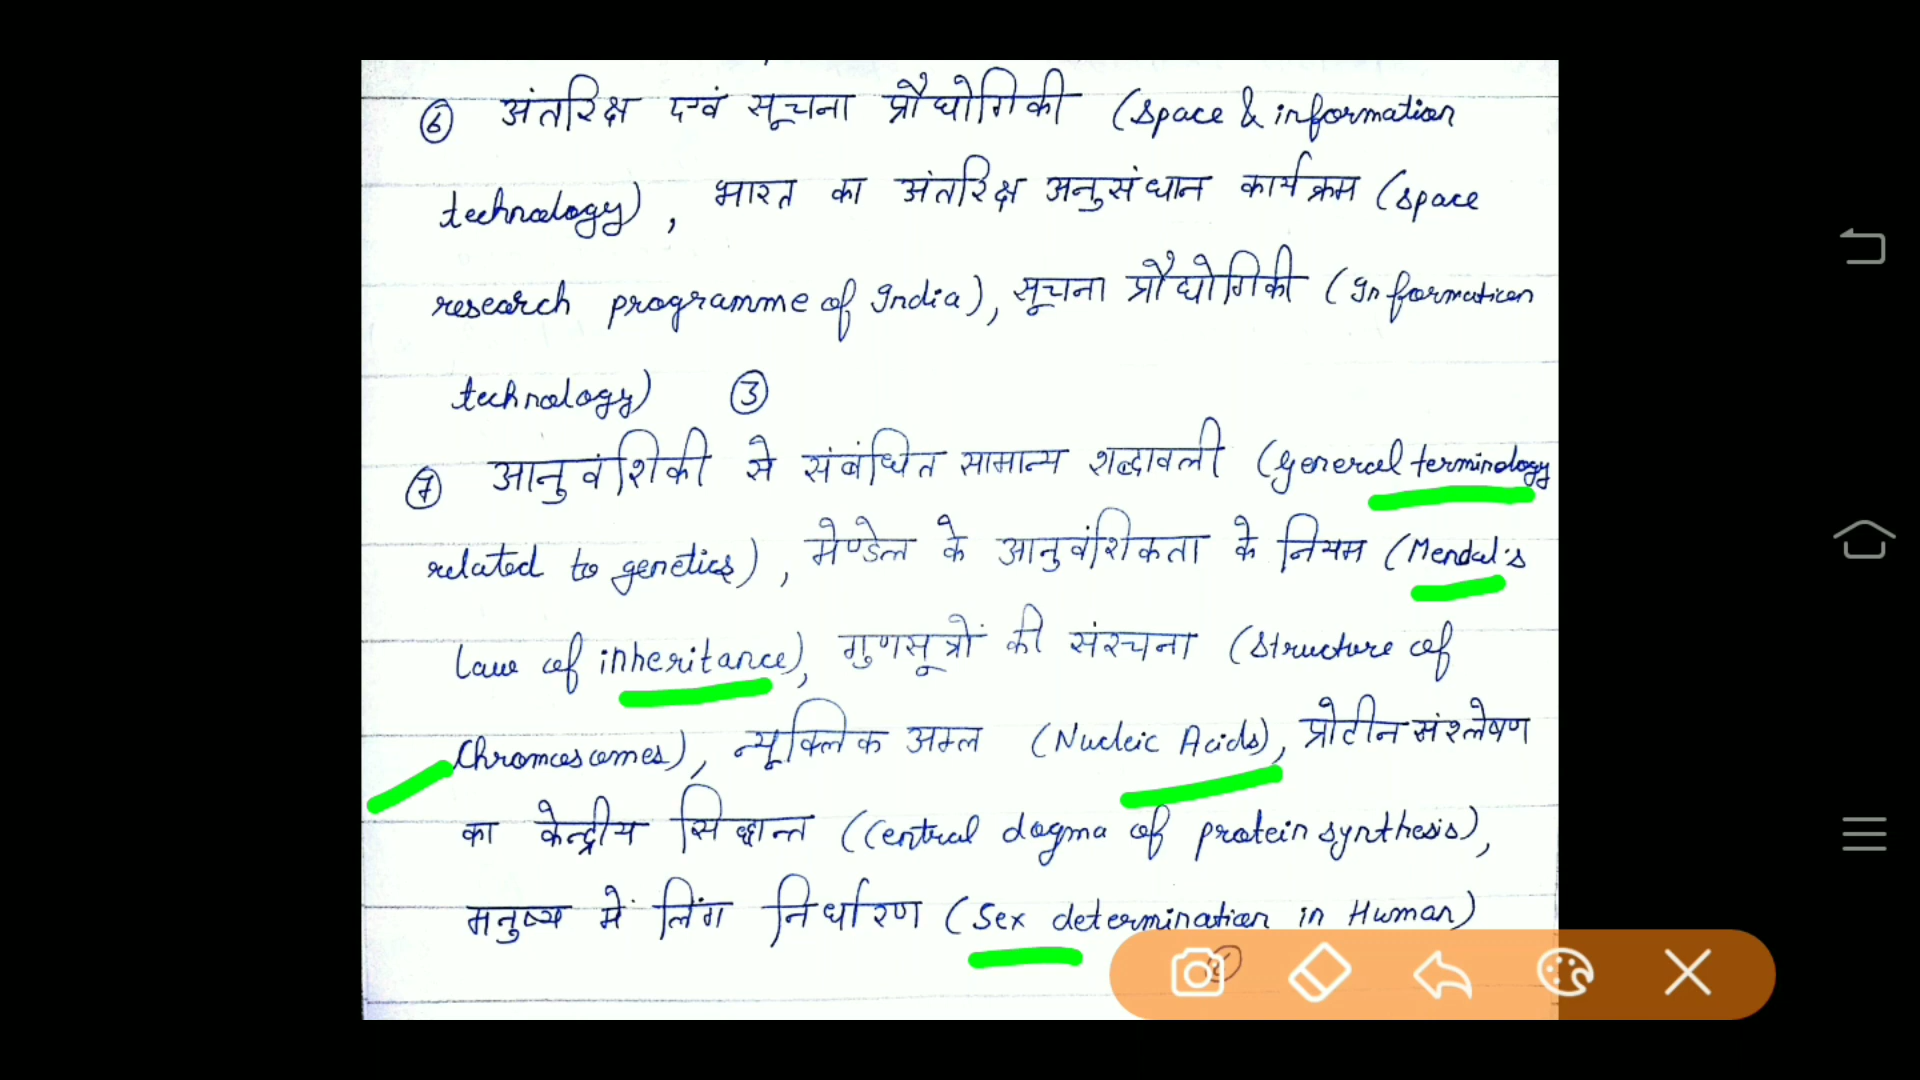 ⑥ अंतरिक्ष एवं सूचना प्रौद्योगिकी (space & information
technology), भारत का अंतरिक्ष अनुसंधान कार्यक्रम (space
research programme of India), सूचना प्रौद्योगिकी (Information
technology) ③
⑦ आनुवंशिकी से संबंधित सामान्य शब्दावली (General terminology
related to genetics), मेण्डेल के आनुवंशिकता के नियम (Mendal's
law of inheritance), गुणसूत्रों की संरचना (structure of
Chromosomes), न्यूक्लिक अम्ल (Nucleic Acids), प्रोटीन संश्लेषण
का केन्द्रीय सिद्धान्त (Central dogma of protein synthesis),
मनुष्य में लिंग निर्धारण (Sex determination in Human)